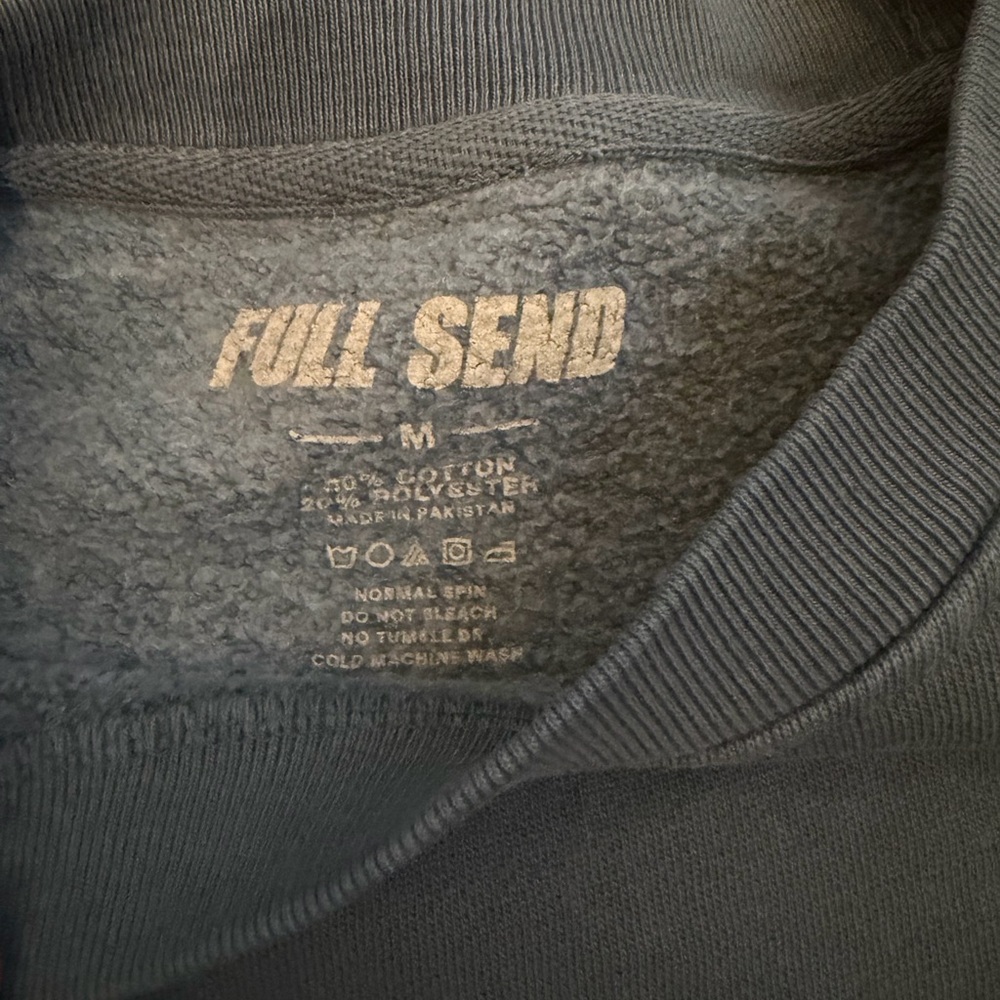 FULL SEND
M
80% COTTON
20% POLYESTER
MADE IN PAKISTAN
NORMAL SPIN
DO NOT BLEACH
NO TUMBLE DR
COLD MACHINE WASH